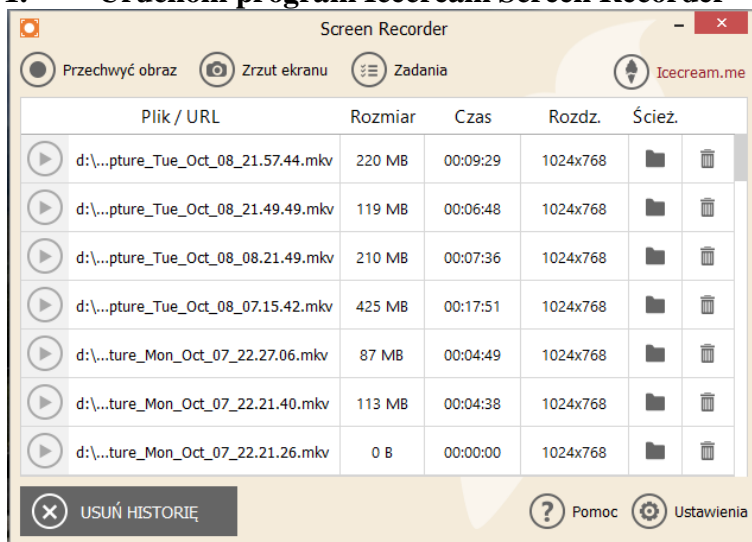 1. Uruchom program Icecream Screen Recorder
Screen Recorder
Przechwyć obraz Zrzut ekranu Zadania Icecream.me
Plik / URL Rozmiar Czas Rozdz. Śceż.
d:\...pture_Tue_Oct_08_21.57.44.mkv 220 MB 00:09:29 1024x768
d:\...pture_Tue_Oct_08_21.49.49.mkv 119 MB 00:06:48 1024x768
d:\...pture_Tue_Oct_08_08.21.49.mkv 210 MB 00:07:36 1024x768
d:\...pture_Tue_Oct_08_07.15.42.mkv 425 MB 00:17:51 1024x768
d:\...ture_Mon_Oct_07_22.27.06.mkv 87 MB 00:04:49 1024x768
d:\...ture_Mon_Oct_07_22.21.40.mkv 113 MB 00:04:38 1024x768
d:\...ture_Mon_Oct_07_22.21.26.mkv 0 B 00:00:00 1024x768
USUŃ HISTORIĘ Pomoc Ustawienia